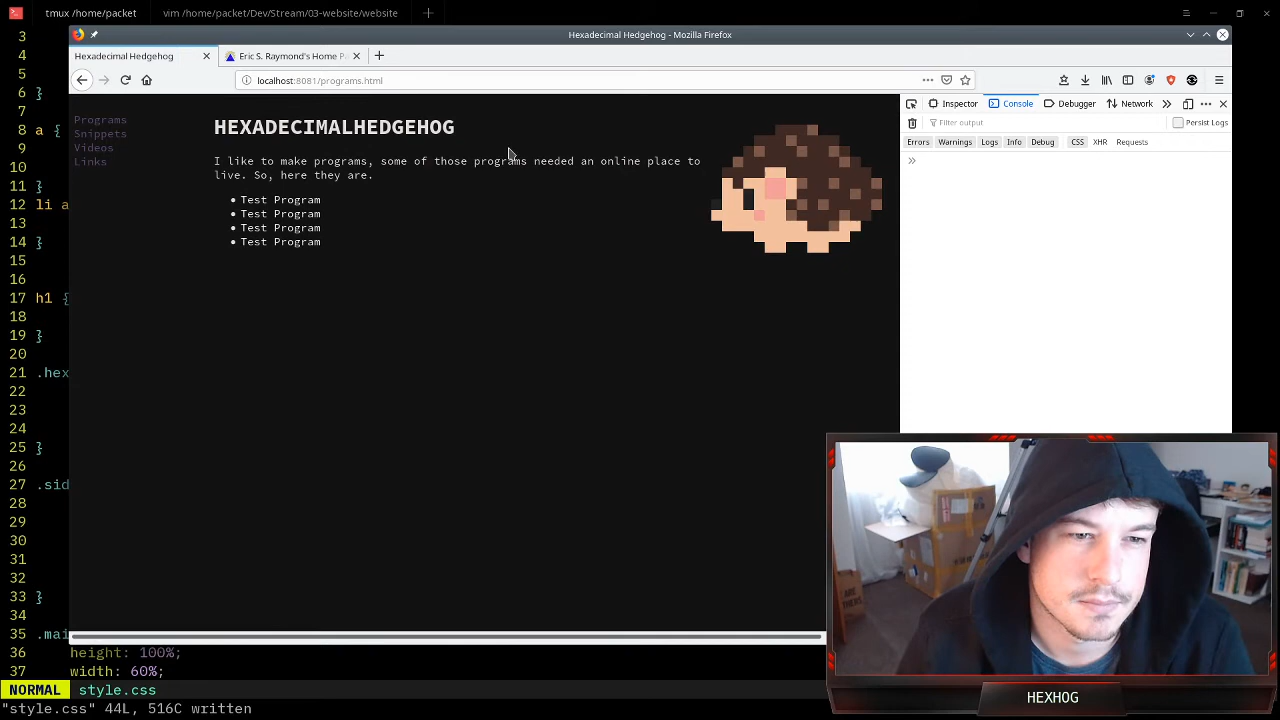 tmux /home/packet
vim /home/packet/Dev/Stream/03-website/website
Hexadecimal Hedgehog - Mozilla Firefox
Hexadecimal Hedgehog
Eric S. Raymond's Home P
localhost:8081/programs.html
Inspector
Console
Debugger
Network
Filter output
Persist Logs
Errors
Warnings
Logs
Info
Debug
CSS
XHR
Requests
Programs
Snippets
Videos
Links
HEXADECIMALHEDGEHOG
I like to make programs, some of those programs needed an online place to
live. So, here they are.
Test Program
Test Program
Test Program
Test Program
3
4
5
6 }
7
8 a {
9
10
11 }
12 li a
13
14 }
15
16
17 h1 {
18
19 }
20
21 .hex
22
23
24
25 }
26
27 .sid
28
29
30
31
32
33 }
34
35 .mai
36 height: 100%;
37 width: 60%;
NORMAL style.css
"style.css" 44L, 516C written
HEXHOG